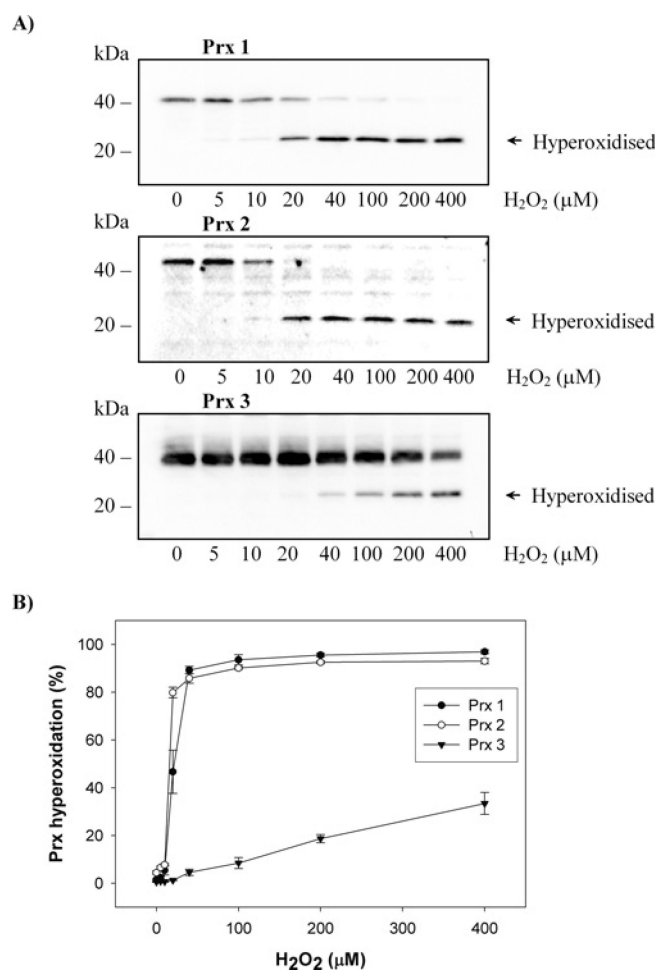 A)
Prx 1
kDa
40 –
20 –
← Hyperoxidised
0 5 10 20 40 100 200 400 H₂O₂ (μM)
Prx 2
kDa
40 –
20 –
← Hyperoxidised
0 5 10 20 40 100 200 400 H₂O₂ (μM)
Prx 3
kDa
40 –
20 –
← Hyperoxidised
0 5 10 20 40 100 200 400 H₂O₂ (μM)
B)
Prx hyperoxidation (%)
100
80
60
40
20
0
Prx 1
Prx 2
Prx 3
0 100 200 300 400
H₂O₂ (μM)